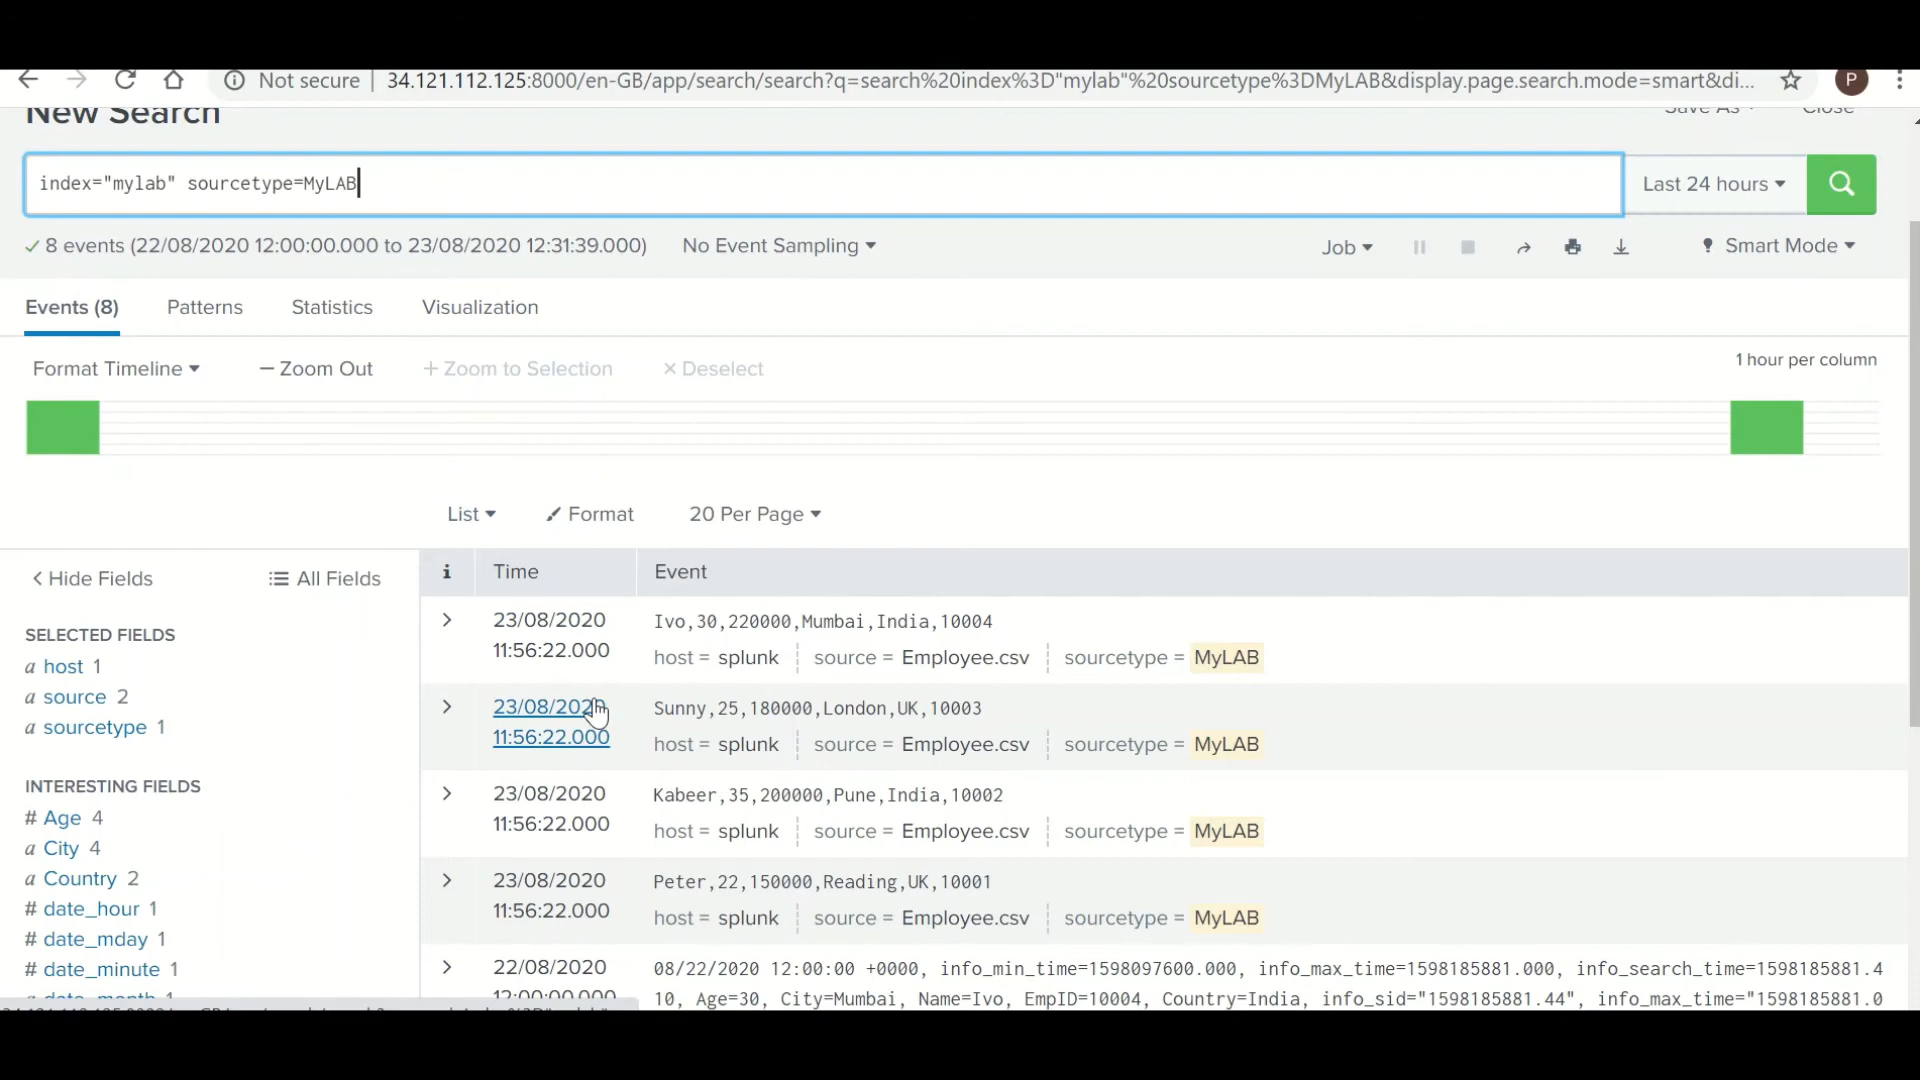 Not secure | 34.121.112.125:8000/en-GB/app/search/search?q=search%20index%3D"mylab"%20sourcetype%3DMyLAB&display.page.search.mode=smart&di... P
New Search Save As Close
index="mylab" sourcetype=MyLAB Last 24 hours
8 events (22/08/2020 12:00:00.000 to 23/08/2020 12:31:39.000) No Event Sampling Job Smart Mode
Events (8) Patterns Statistics Visualization
Format Timeline — Zoom Out + Zoom to Selection × Deselect 1 hour per column
List Format 20 Per Page
< Hide Fields All Fields i Time Event
SELECTED FIELDS
a host 1
a source 2
a sourcetype 1
INTERESTING FIELDS
# Age 4
a City 4
a Country 2
# date_hour 1
# date_mday 1
# date_minute 1
a date_month 1
> 23/08/2020 Ivo,30,220000,Mumbai,India,10004
11:56:22.000 host = splunk source = Employee.csv sourcetype = MyLAB
> 23/08/2020 Sunny,25,180000,London,UK,10003
11:56:22.000 host = splunk source = Employee.csv sourcetype = MyLAB
> 23/08/2020 Kabeer,35,200000,Pune,India,10002
11:56:22.000 host = splunk source = Employee.csv sourcetype = MyLAB
> 23/08/2020 Peter,22,150000,Reading,UK,10001
11:56:22.000 host = splunk source = Employee.csv sourcetype = MyLAB
> 22/08/2020 08/22/2020 12:00:00 +0000, info_min_time=1598097600.000, info_max_time=1598185881.000, info_search_time=1598185881.4
12:00:00.000 10, Age=30, City=Mumbai, Name=Ivo, EmpID=10004, Country=India, info_sid="1598185881.44", info_max_time="1598185881.0